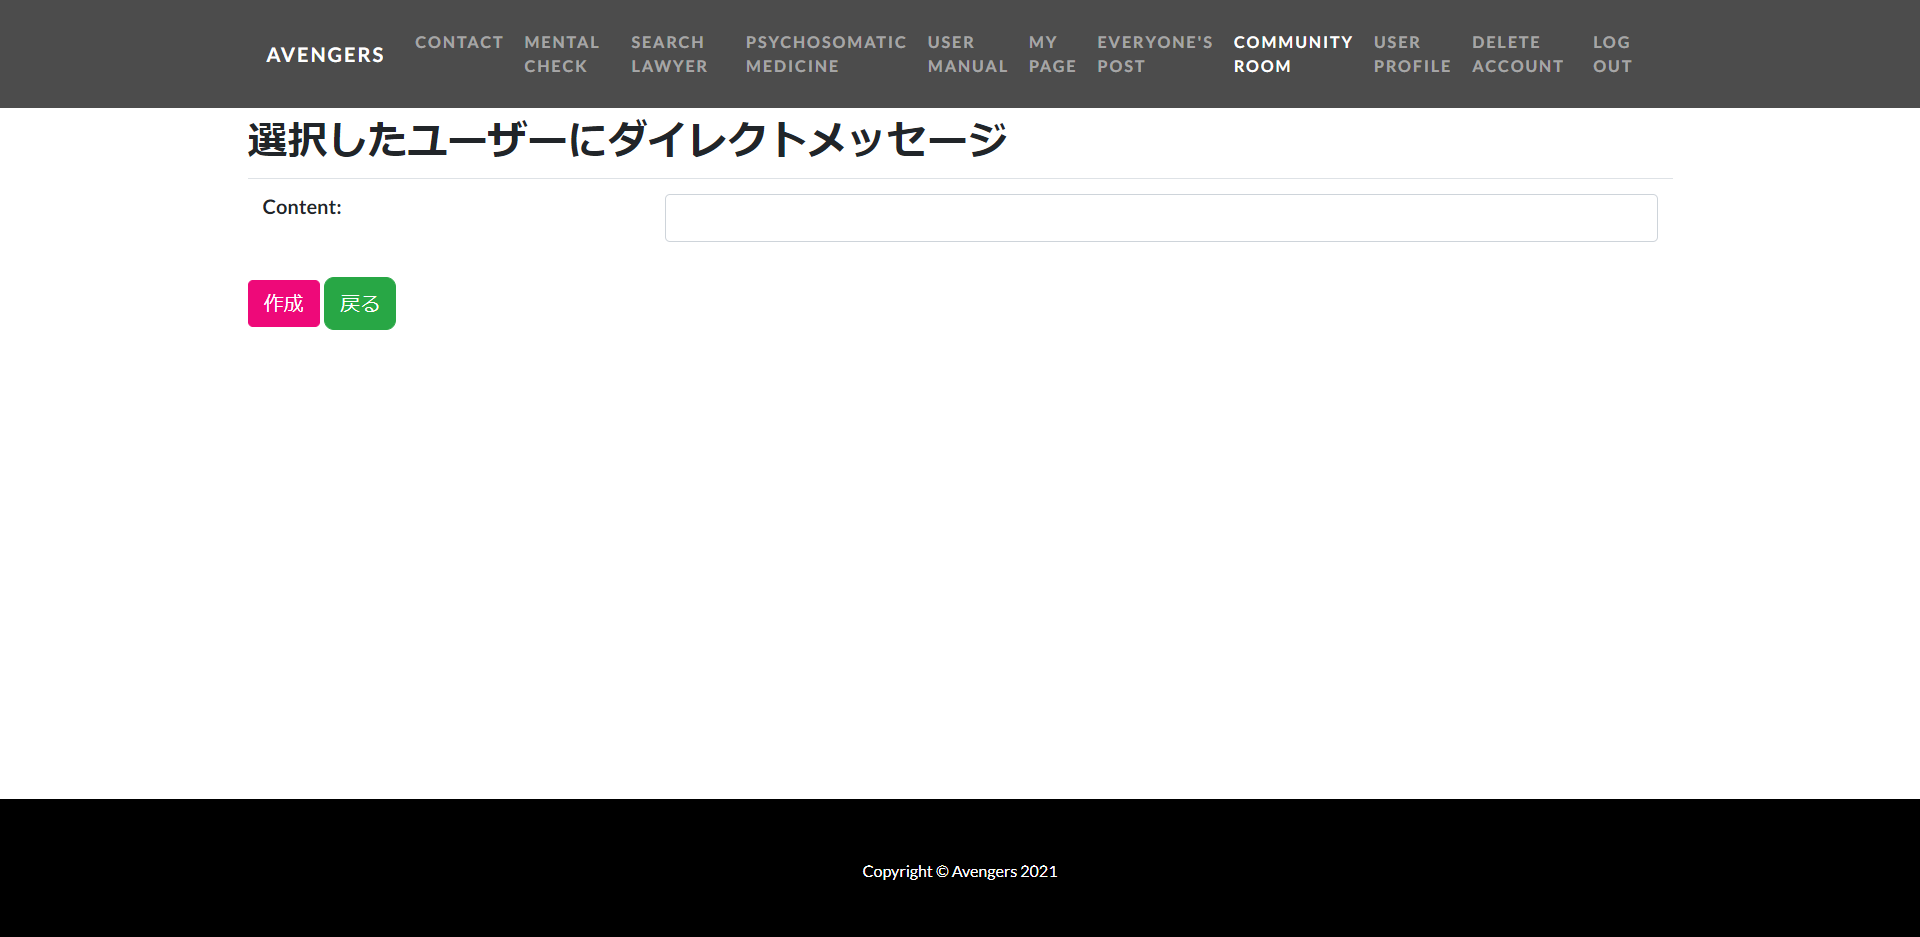 AVENGERS
CONTACT
MENTAL
CHECK
SEARCH
LAWYER
PSYCHOSOMATIC
MEDICINE
USER
MANUAL
MY
PAGE
EVERYONE'S
POST
COMMUNITY
ROOM
USER
PROFILE
DELETE
ACCOUNT
LOG
OUT
選択したユーザーにダイレクトメッセージ
Content:
作成
戻る
Copyright © Avengers 2021